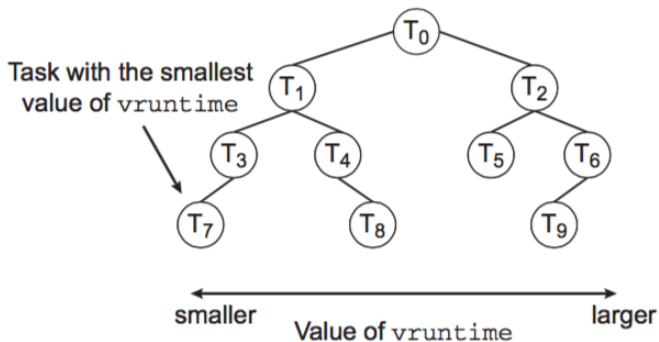 T0
Task with the smallest
value of vruntime
T1
T2
T3
T4
T5
T6
T7
T8
T9
smaller
larger
Value of vruntime